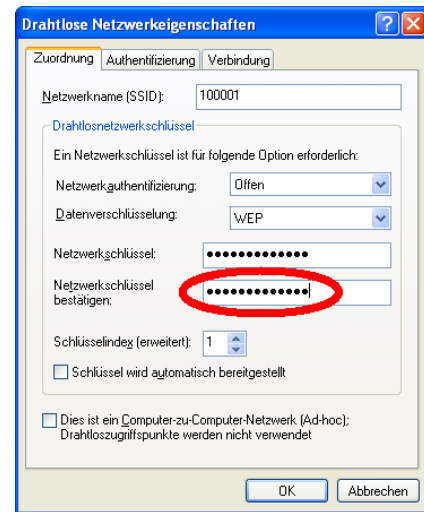 Drahtlose Netzwerkeigenschaften
Zuordnung Authentifizierung Verbindung
Netzwerkname (SSID): 100001
Drahtlosnetzwerkschlüssel
Ein Netzwerkschlüssel ist für folgende Option erforderlich:
Netzwerkauthentifizierung: Offen
Datenverschlüsselung: WEP
Netzwerkschlüssel: •••••••••••••
Netzwerkschlüssel
bestätigen: •••••••••••••
Schlüsselindex (erweitert): 1
Schlüssel wird automatisch bereitgestellt
Dies ist ein Computer-zu-Computer-Netzwerk (Ad-hoc);
Drahtloszugriffspunkte werden nicht verwendet
OK Abbrechen